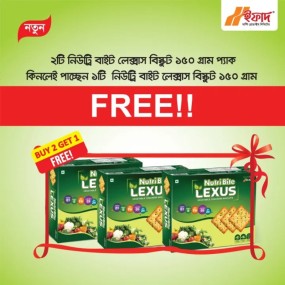 নতুন
ইফাদ
২টি নিউট্রি বাইট লেক্সাস বিস্কুট ১৫০ গ্রাম প্যাক
কিনলেই পাচ্ছেন ১টি নিউট্রি বাইট লেক্সাস বিস্কুট ১৫০ গ্রাম
FREE!!
BUY 2 GET 1
FREE!
Nutri Bite
LEXUS
Nutri Bite
LEXUS
Nutri Bite
LEXUS